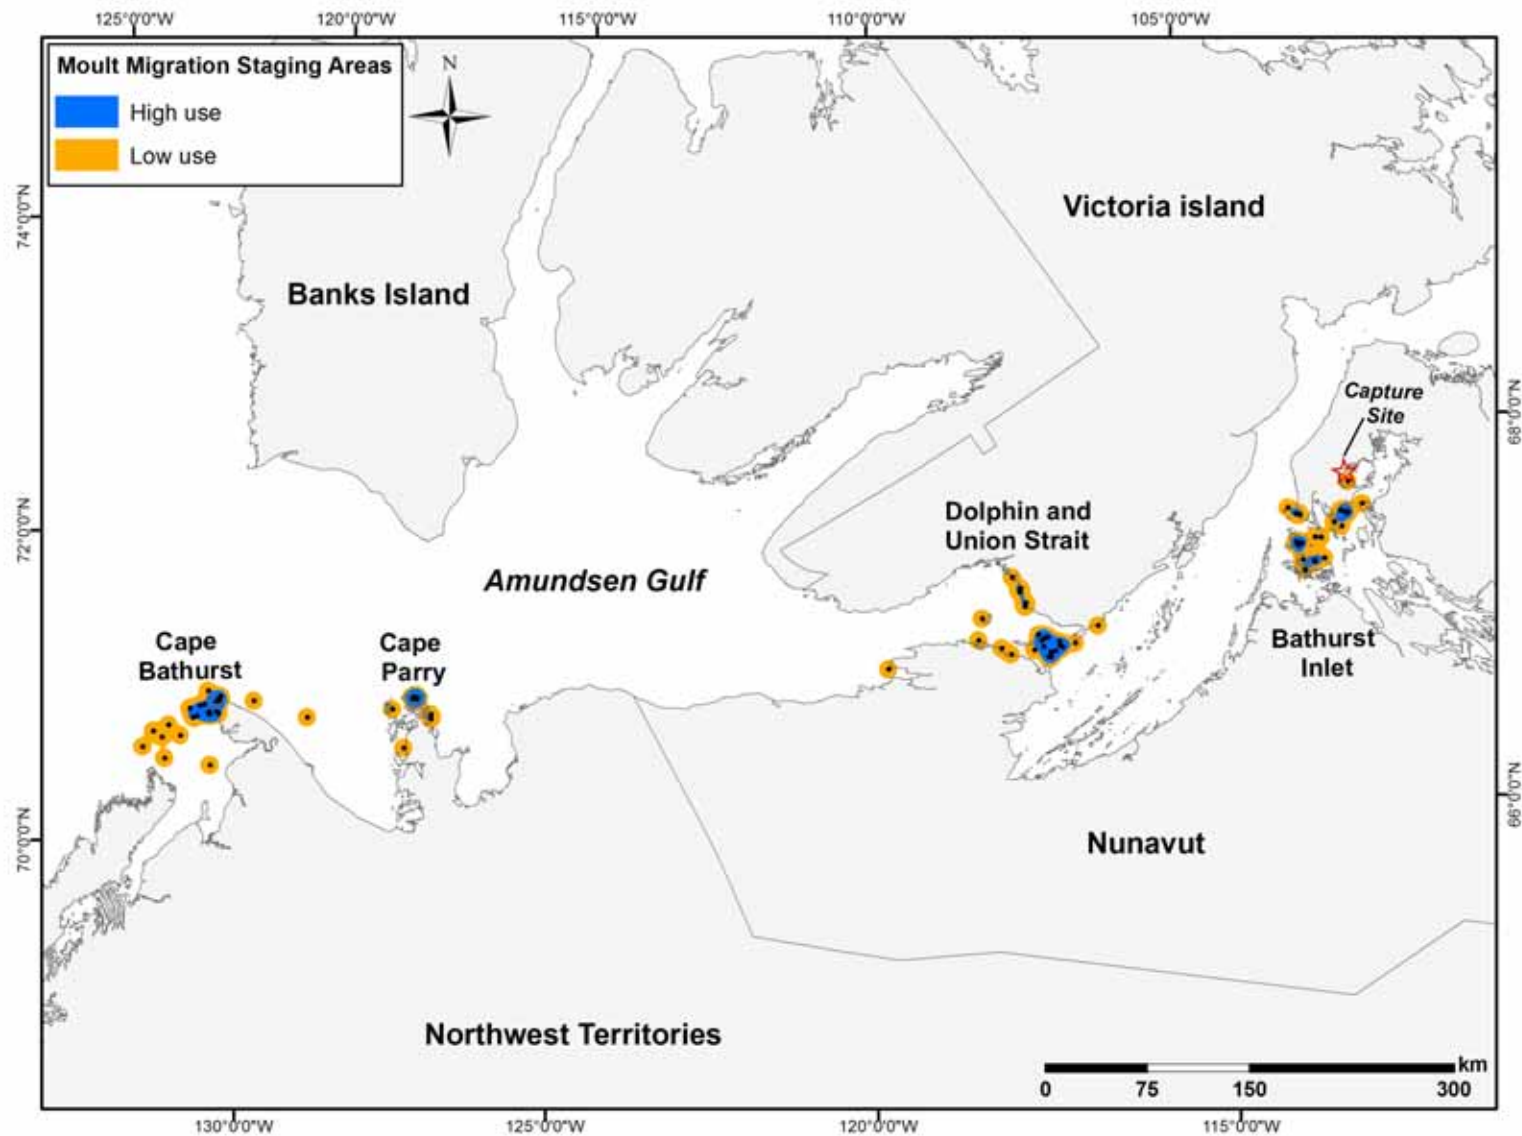 125°0'0"W 120°0'0"W 115°0'0"W 110°0'0"W 105°0'0"W
Moult Migration Staging Areas
High use
Low use
N
74°0'0"N
72°0'0"N
70°0'0"N
68°0'0"N
66°0'0"N
Victoria island
Banks Island
Capture
Site
Dolphin and
Union Strait
Amundsen Gulf
Cape
Bathurst
Cape
Parry
Bathurst
Inlet
Nunavut
Northwest Territories
km
0 75 150 300
130°0'0"W 125°0'0"W 120°0'0"W 115°0'0"W